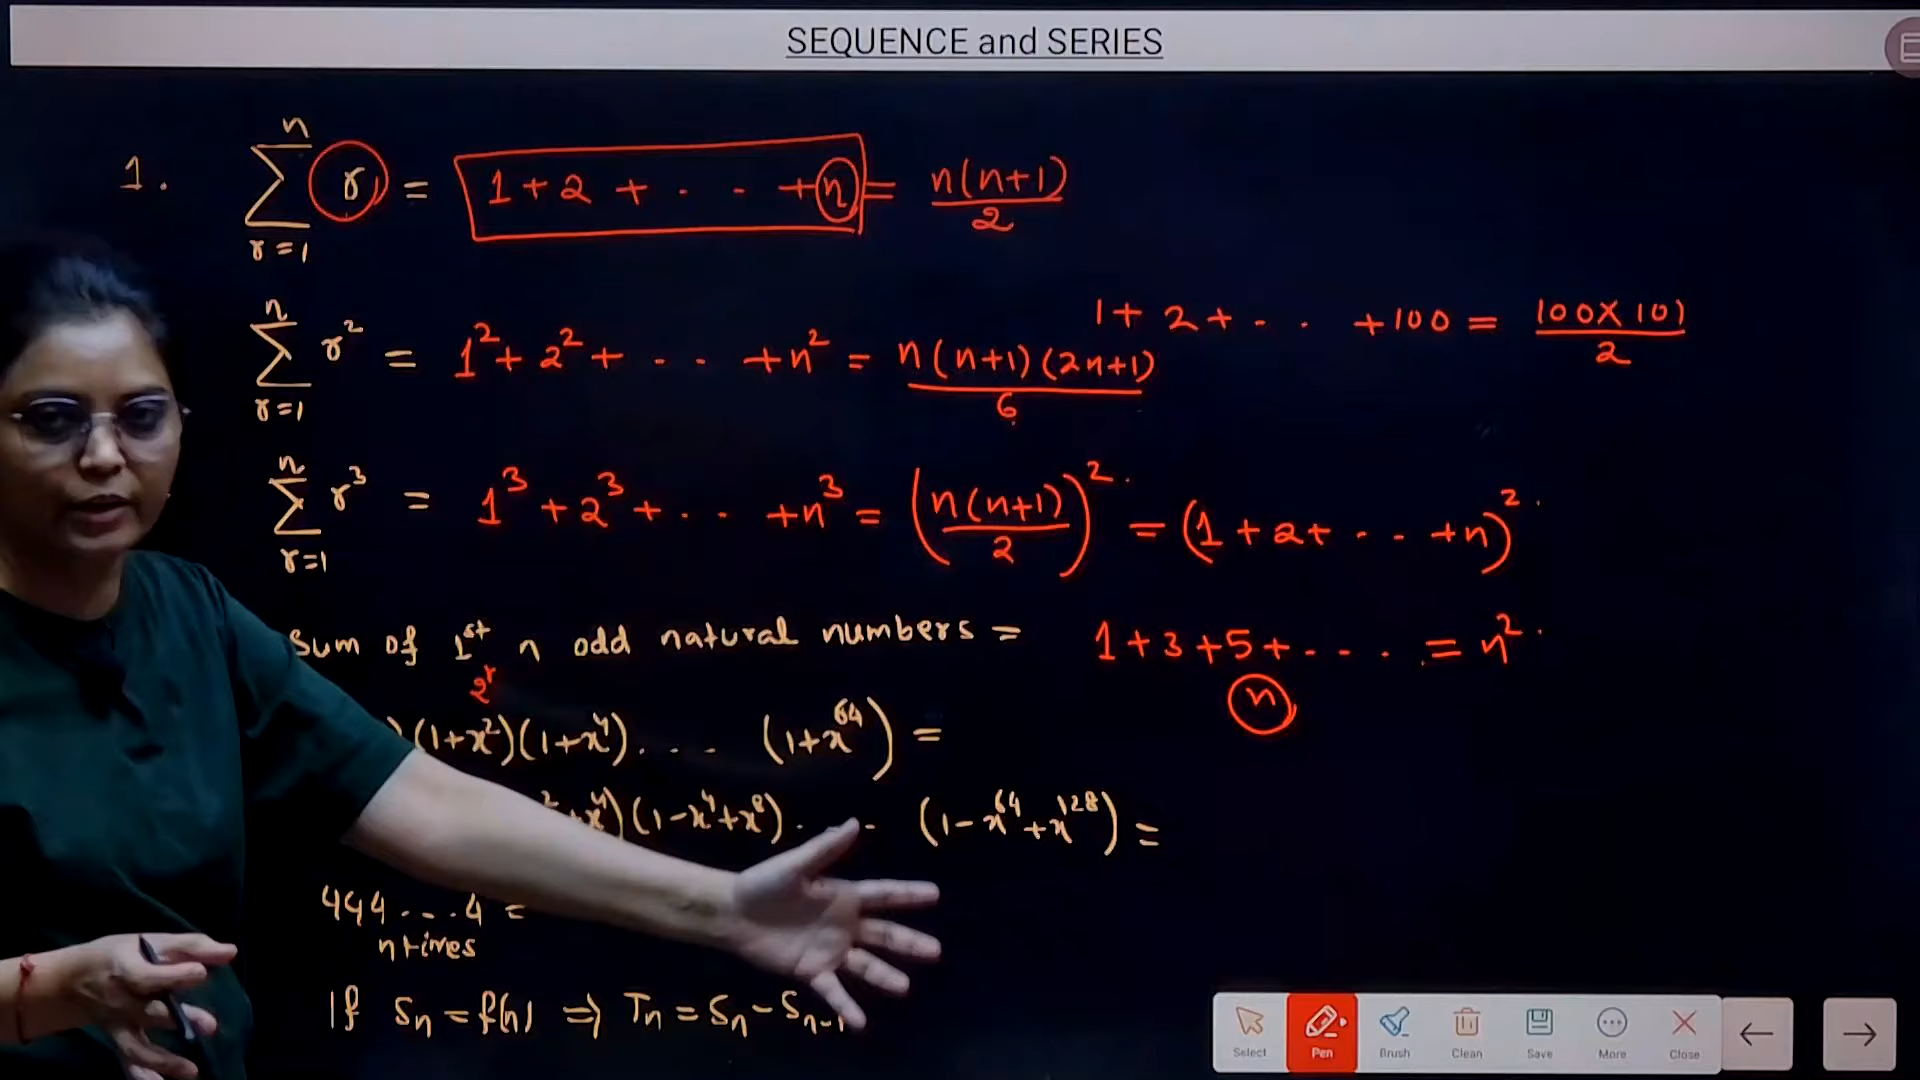 SEQUENCE and SERIES
1. ∑ₙ r=1 r = 1+2+ . . - +n = n(n+1)/2
1+ 2+ - . . +100 = 100×101/2
∑ⁿ r=1 r² = 1²+2²+ . . - +n² = n(n+1)(2n+1)/6
∑ⁿ r=1 r³ = 1³+2³+ . . - +n³ = (n(n+1)/2)² = (1+2+ . - - +n)²
Sum of 1st n odd natural numbers = 1+3+5+ . . . . = n²
n
)(1+x²)(1+x⁴). . . . (1+x⁶⁴) =
+x⁴)(1-x⁴+x⁸). . - . (1-x⁶⁴+x¹²⁸) =
444 . . . 4 =
n times
If Sn = f(n) ⇒ Tn = Sn - Sn-1
Select
Pen
Brush
Clean
Save
More
Close